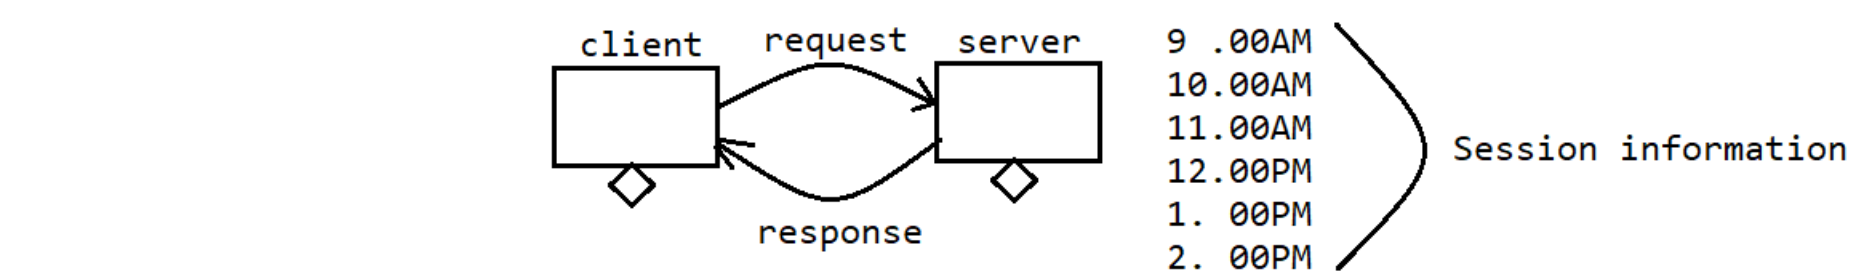 client
request
server
response
9 .00AM
10.00AM
11.00AM
12.00PM
1. 00PM
2. 00PM
Session information